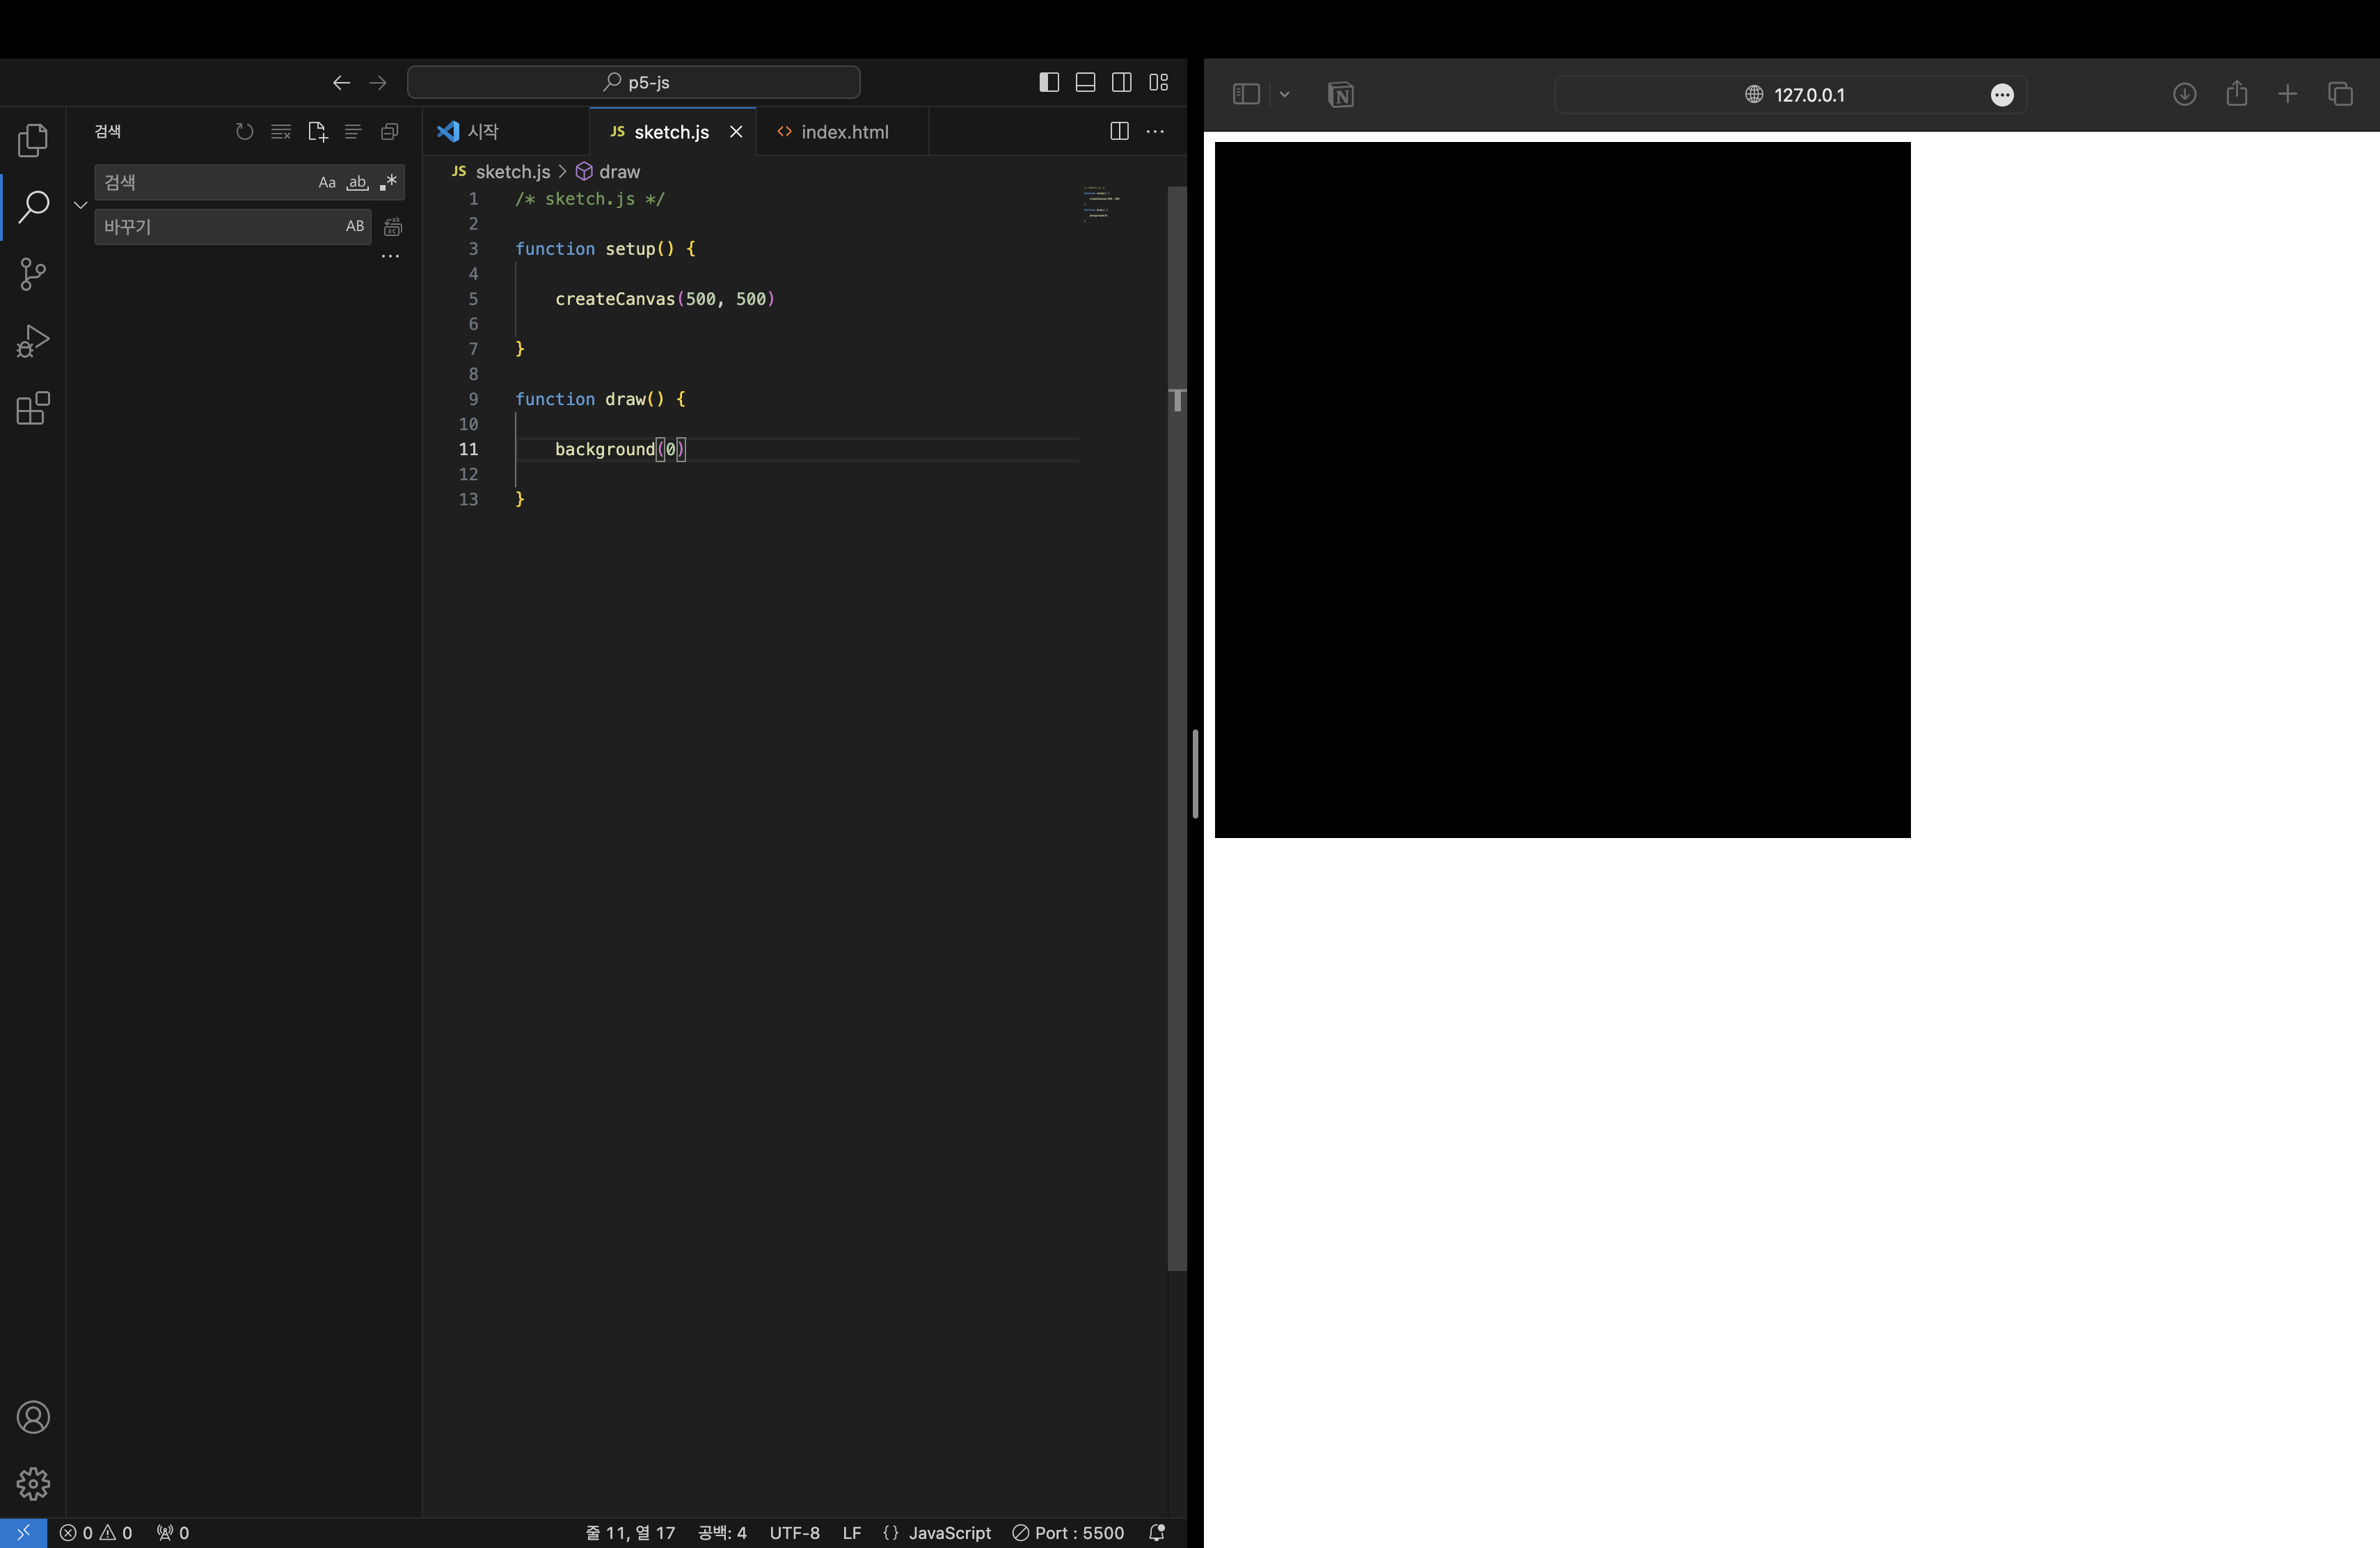 p5-js
검색
검색
Aa
ab
바꾸기
AB
시작
JS sketch.js
<> index.html
JS sketch.js > draw
1 /* sketch.js */
2
3 function setup() {
4
5 createCanvas(500, 500)
6
7 }
8
9 function draw() {
10
11 background(0)
12
13 }
0 0 0
줄 11, 열 17 공백: 4 UTF-8 LF {} JavaScript Port : 5500
127.0.0.1